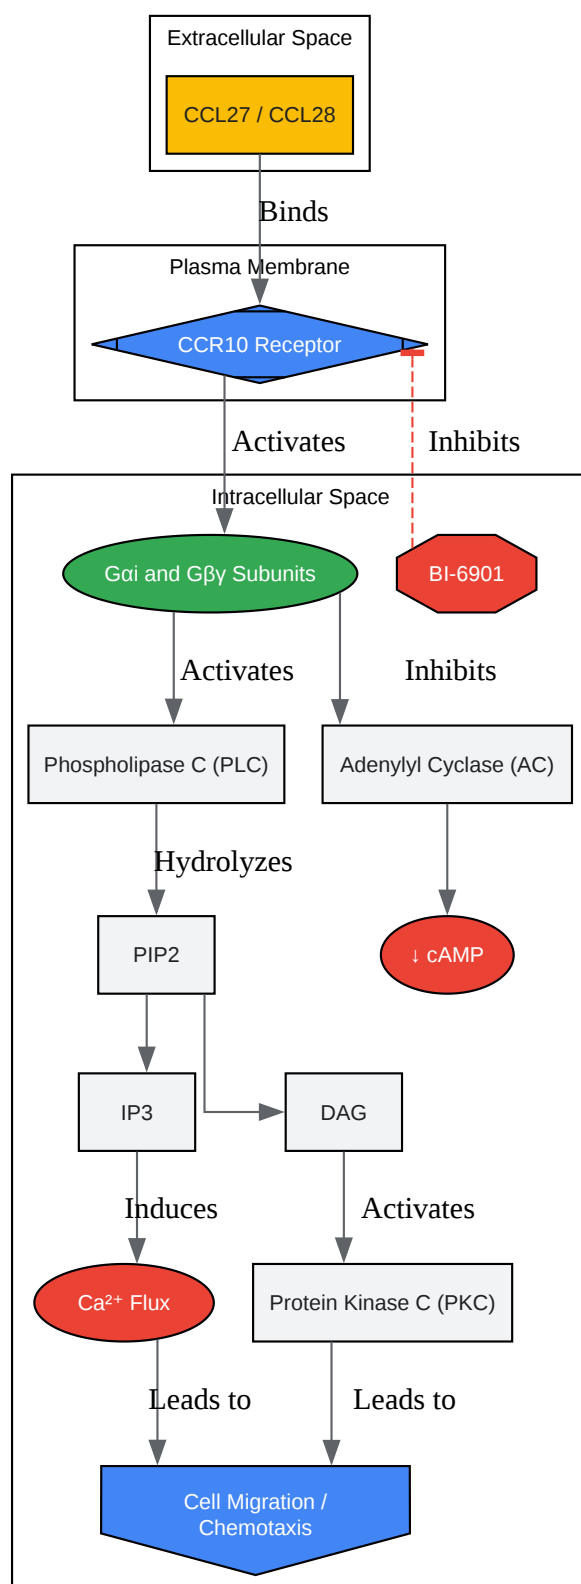 Extracellular Space
CCL27 / CCL28
Binds
Plasma Membrane
CCR10 Receptor
Activates
Inhibits
Intracellular Space
Gαi and Gβγ Subunits
BI-6901
Activates
Inhibits
Phospholipase C (PLC)
Adenylyl Cyclase (AC)
Hydrolyzes
PIP2
↓ cAMP
IP3
DAG
Induces
Activates
Ca²⁺ Flux
Protein Kinase C (PKC)
Leads to
Leads to
Cell Migration /
Chemotaxis